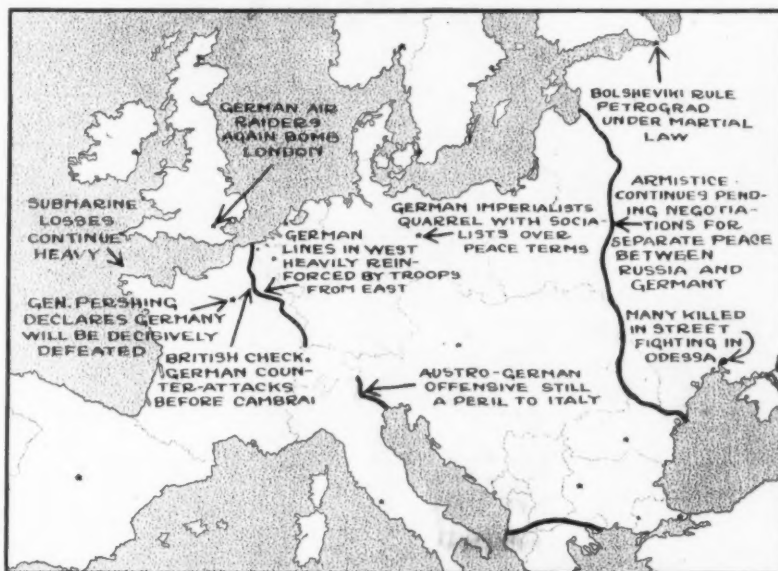 BOLSHEVIKI RULE
PETROGRAD
UNDER MARTIAL
LAW
GERMAN AIR
RAIDERS
AGAIN BOMB
LONDON
ARMISTICE
CONTINUES PEND-
ING NEGOTIA-
TIONS FOR
SEPARATE PEACE
BETWEEN
RUSSIA AND
GERMANY
SUBMARINE
LOSSES
CONTINUE
HEAVY
GERMAN IMPERIALISTS
QUARREL WITH SOCIA-
LISTS OVER
PEACE TERMS
GERMAN
LINES IN WEST
HEAVILY REIN-
FORCED BY TROOPS
FROM EAST
GEN. PERSHING
DECLARES GERMANY
WILL BE DECISIVELY
DEFEATED
MANY KILLED
IN STREET
FIGHTING IN
ODESSA
BRITISH CHECK.
GERMAN COUN-
TER-ATTACKS
BEFORE CAMBRAI
AUSTRO-GERMAN
OFFENSIVE STILL
A PERIL TO ITALY